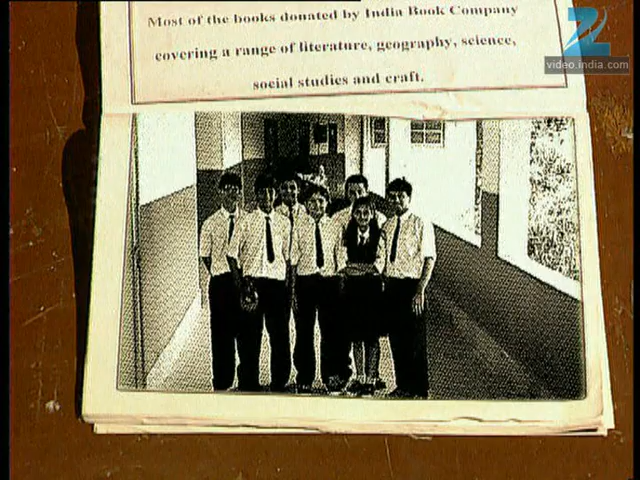 Most of the books donated by India Book Company
covering a range of literature, geography, science,
social studies and craft.
video.india.com